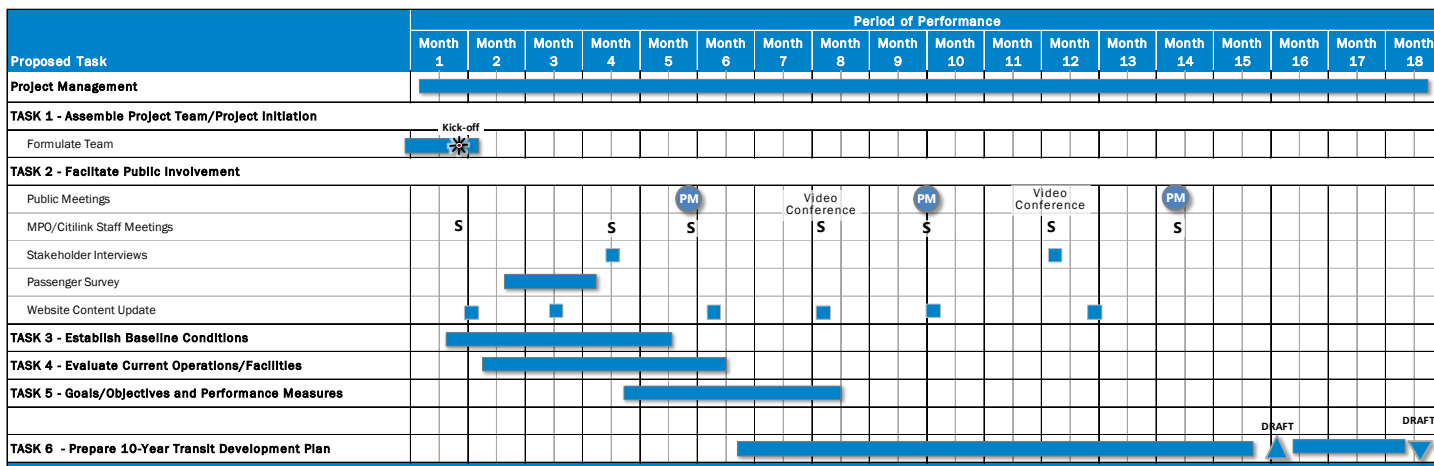 Period of Performance
Proposed Task
Month 1 Month 2 Month 3 Month 4 Month 5 Month 6 Month 7 Month 8 Month 9 Month 10 Month 11 Month 12 Month 13 Month 14 Month 15 Month 16 Month 17 Month 18
Project Management
TASK 1 - Assemble Project Team/Project Initiation
Kick-off
Formulate Team
TASK 2 - Faclitate Public Involvement
Public Meetings PM Video Conference PM Video Conference PM
MPO/Citilink Staff Meetings S S S S S S S
Stakeholder Interviews
Passenger Survey
Website Content Update
TASK 3 - Establish Baseline Conditions
TASK 4 - Evaluate Current Operations/Facilities
TASK 5 - Goals/Objectives and Performance Measures
DRAFT DRAFT
TASK 6 - Prepare 10-Year Transit Development Plan